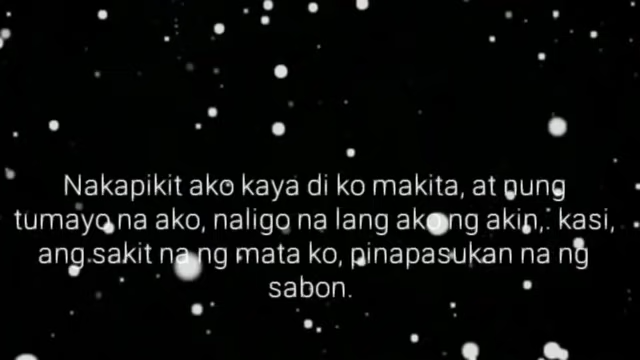 Nakapikit ako kaya di ko makita, at nung
tumayo na ako, naligo na lang ako ng akin,. kasi,
ang sakit na ng mata ko, pinapasukan na ng
sabon.